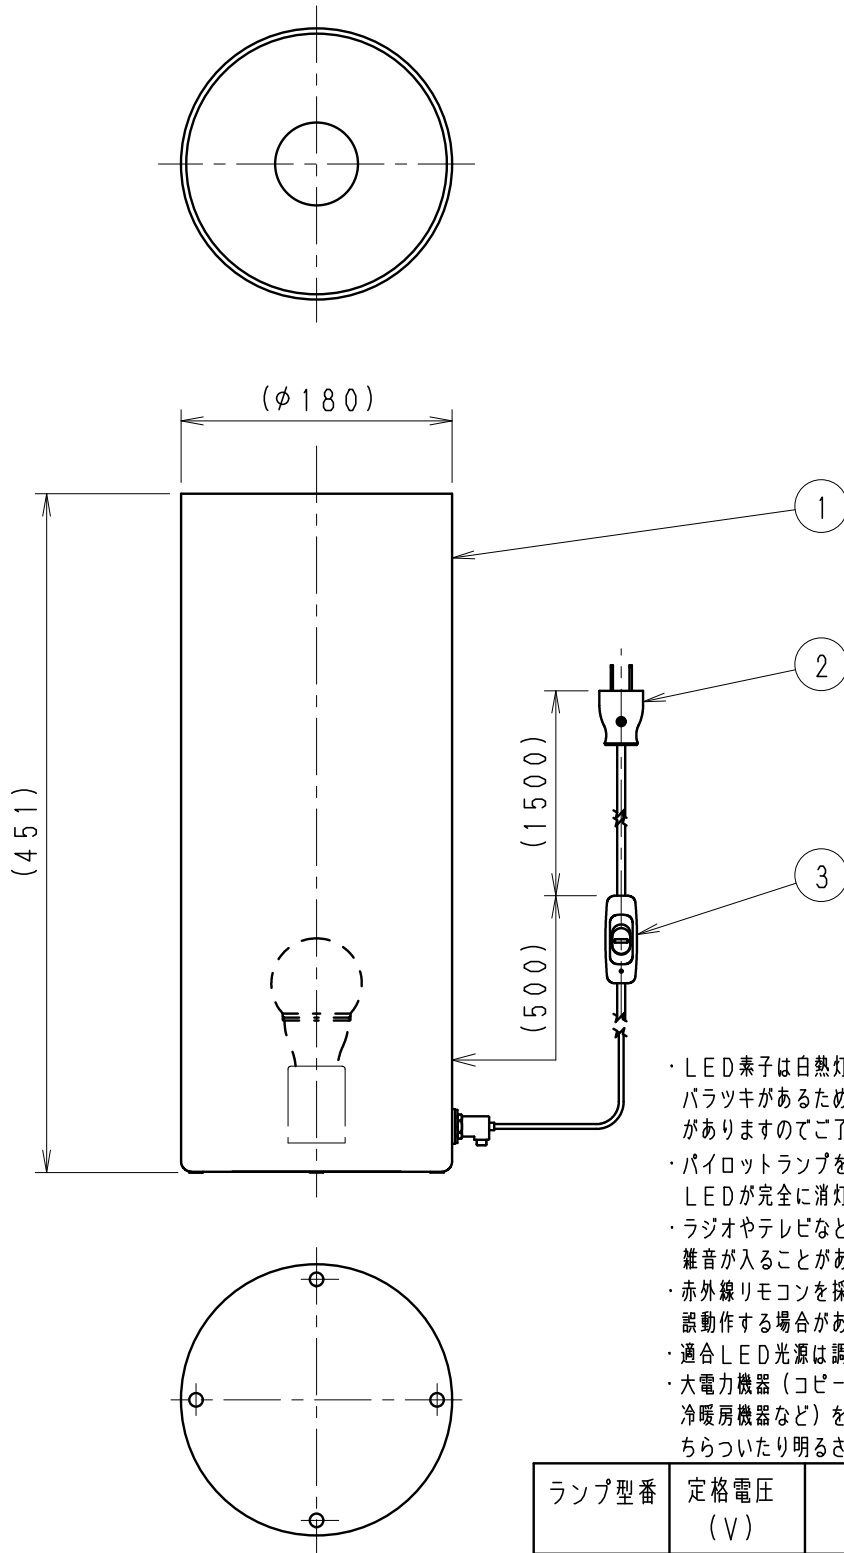 (φ180)
1
2
(1500)
(451)
3
(500)
・LED素子は白熱灯
バラツキがあるため
がありますのでご了
・パイロットランプを
LEDが完全に消灯
・ラジオやテレビなど
雑音が入ることがあ
・赤外線リモコンを採
誤動作する場合があ
・適合LED光源は調
・大電力機器(コピー
冷暖房機器など)を
ちらついたり明るさ
ランプ型番 定格電圧
(V)